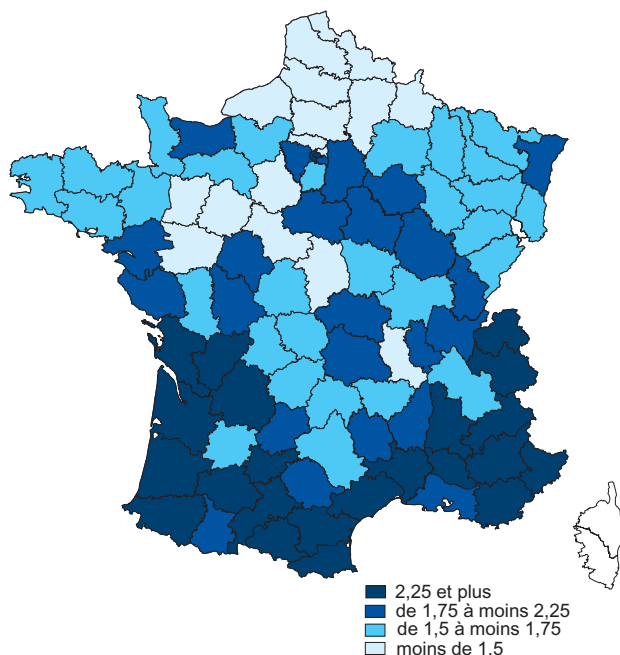 2,25 et plus
de 1,75 à moins 2,25
de 1,5 à moins 1,75
moins de 1,5